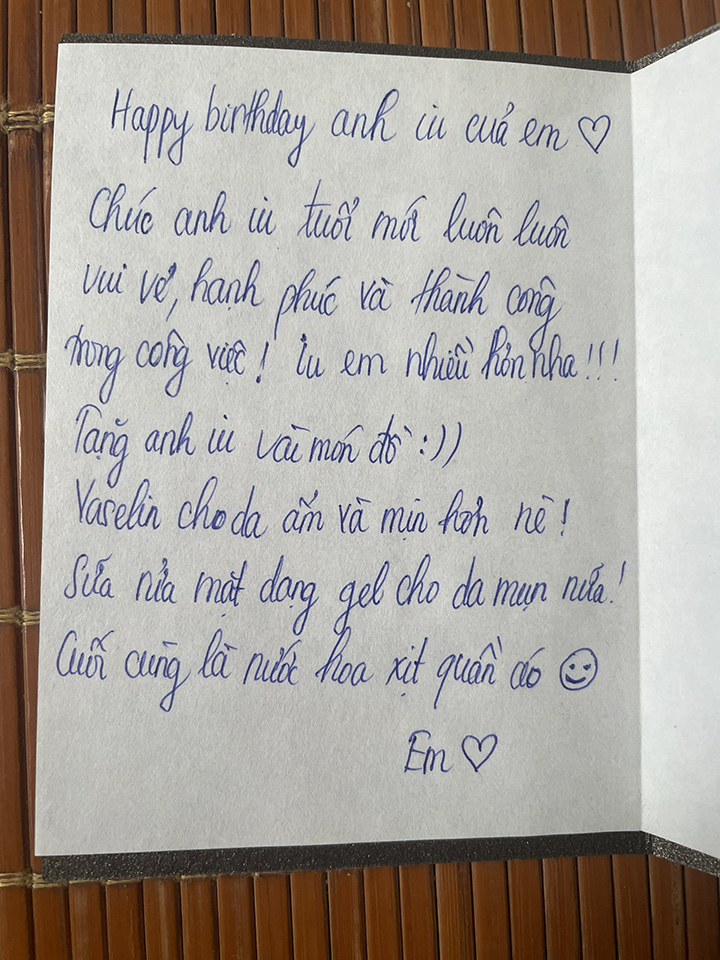 Happy birthday anh iu của em ♡
Chúc anh iu tuổi mới luôn luôn
vui vẻ, hạnh phúc và thành công
trong công việc! Iu em nhiều hơn nha!!!
Tặng anh iu vài món đồ :))
Vaselin cho da ẩm và mịn hơn nè!
Sữa rửa mặt dạng gel cho da mụn nữa!
Cuối cùng là nước hoa xịt quần áo 😉
Em ♡